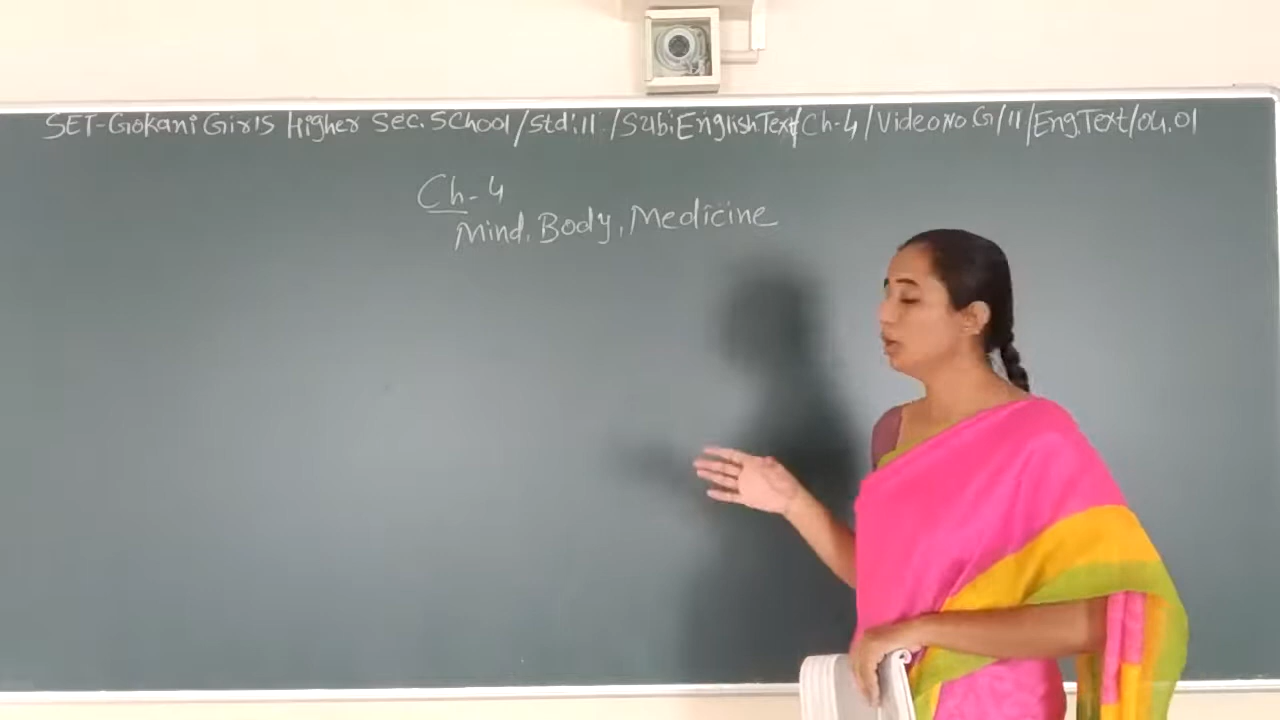 SET-Gokani Girls Higher Sec. School/Std:11 /Sub:English Text/Ch-4/Video No G/11/Eng.Text/04.01
Ch-4
Mind, Body, Medicine